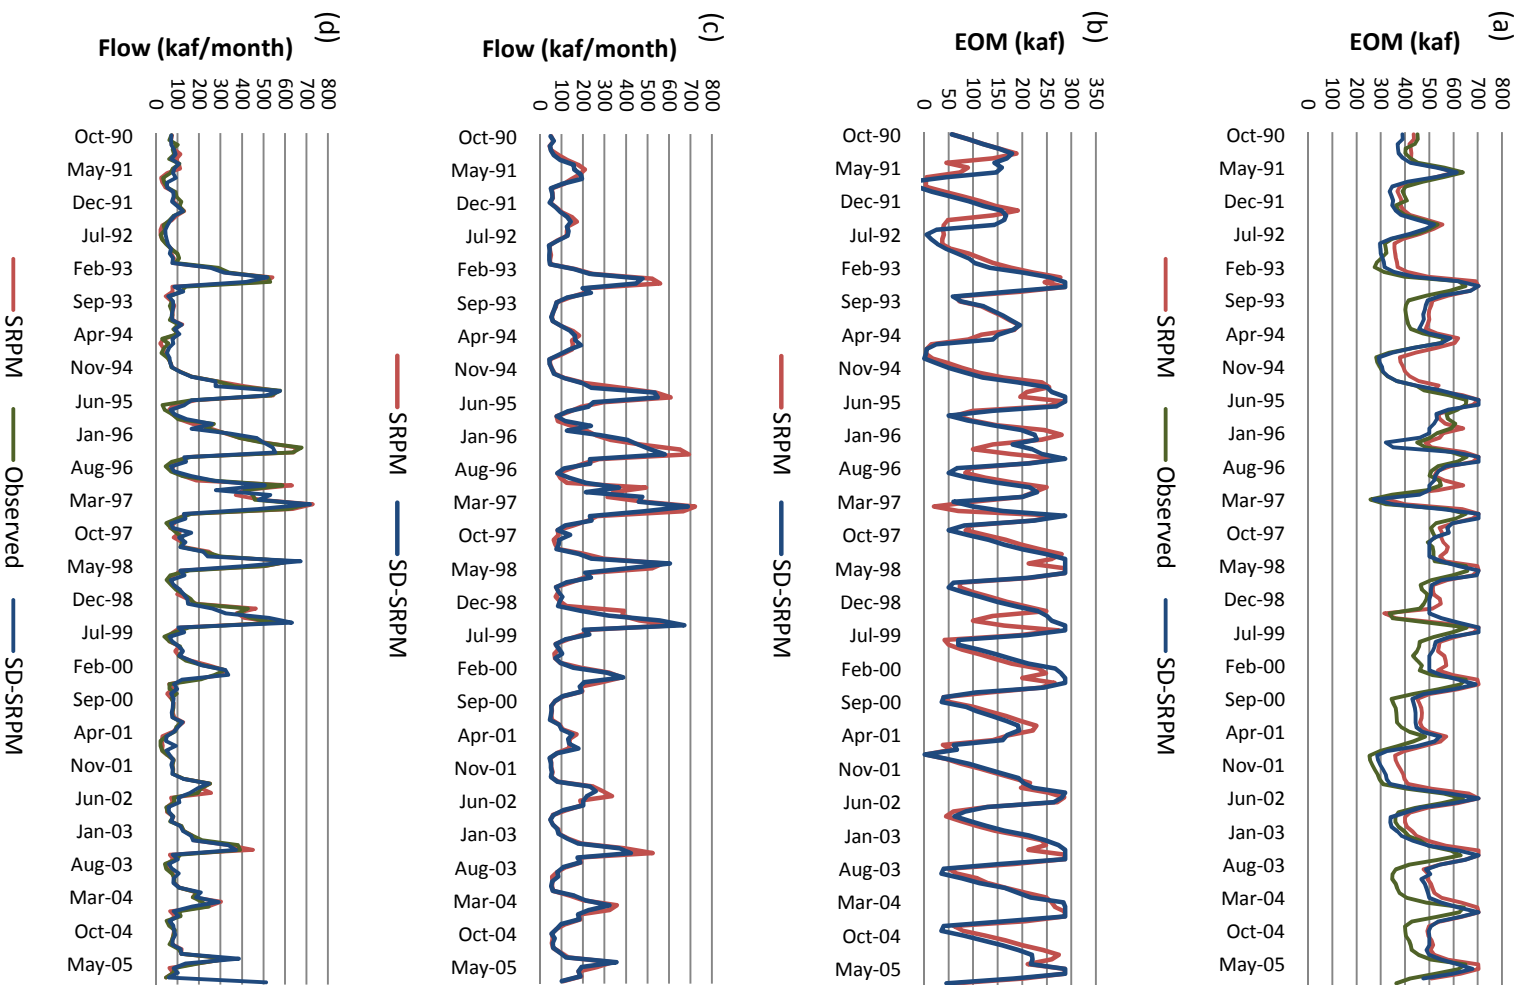 (a)
EOM (kaf)
800
700
600
500
400
300
200
100
0
Oct-90
May-91
Dec-91
Jul-92
Feb-93
Sep-93
Apr-94
Nov-94
Jun-95
Jan-96
Aug-96
Mar-97
Oct-97
May-98
Dec-98
Jul-99
Feb-00
Sep-00
Apr-01
Nov-01
Jun-02
Jan-03
Aug-03
Mar-04
Oct-04
May-05
SRPM Observed SD-SRPM
(b)
EOM (kaf)
350
300
250
200
150
100
50
0
Oct-90
May-91
Dec-91
Jul-92
Feb-93
Sep-93
Apr-94
Nov-94
Jun-95
Jan-96
Aug-96
Mar-97
Oct-97
May-98
Dec-98
Jul-99
Feb-00
Sep-00
Apr-01
Nov-01
Jun-02
Jan-03
Aug-03
Mar-04
Oct-04
May-05
SRPM SD-SRPM
(c)
Flow (kaf/month)
800
700
600
500
400
300
200
100
0
Oct-90
May-91
Dec-91
Jul-92
Feb-93
Sep-93
Apr-94
Nov-94
Jun-95
Jan-96
Aug-96
Mar-97
Oct-97
May-98
Dec-98
Jul-99
Feb-00
Sep-00
Apr-01
Nov-01
Jun-02
Jan-03
Aug-03
Mar-04
Oct-04
May-05
SRPM SD-SRPM
(d)
Flow (kaf/month)
800
700
600
500
400
300
200
100
0
Oct-90
May-91
Dec-91
Jul-92
Feb-93
Sep-93
Apr-94
Nov-94
Jun-95
Jan-96
Aug-96
Mar-97
Oct-97
May-98
Dec-98
Jul-99
Feb-00
Sep-00
Apr-01
Nov-01
Jun-02
Jan-03
Aug-03
Mar-04
Oct-04
May-05
SRPM Observed SD-SRPM